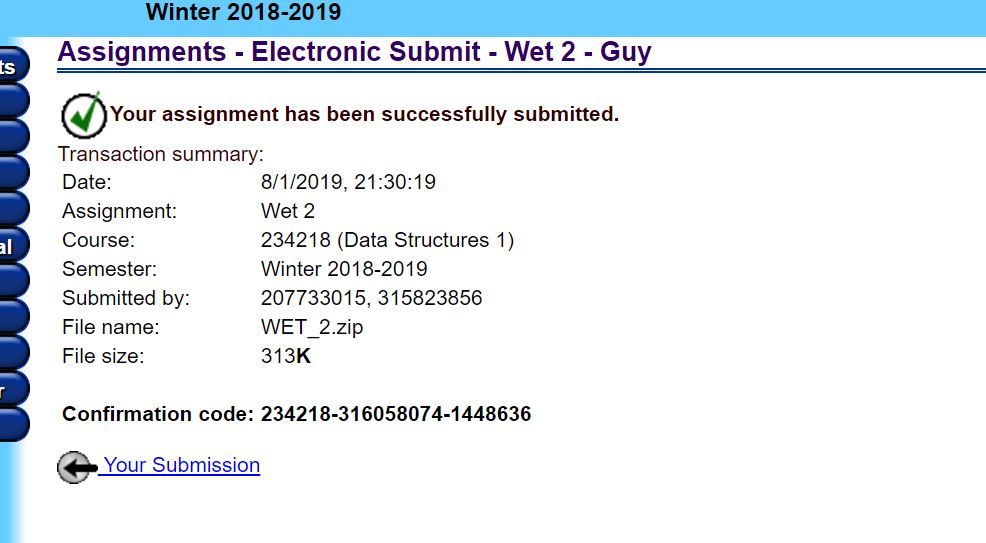 Winter 2018-2019
Assignments - Electronic Submit - Wet 2 - Guy
ts
Your assignment has been successfully submitted.
Transaction summary:
Date: 8/1/2019, 21:30:19
Assignment: Wet 2
Course: 234218 (Data Structures 1)
al
Semester: Winter 2018-2019
Submitted by: 207733015, 315823856
File name: WET_2.zip
File size: 313K
r
Confirmation code: 234218-316058074-1448636
Your Submission